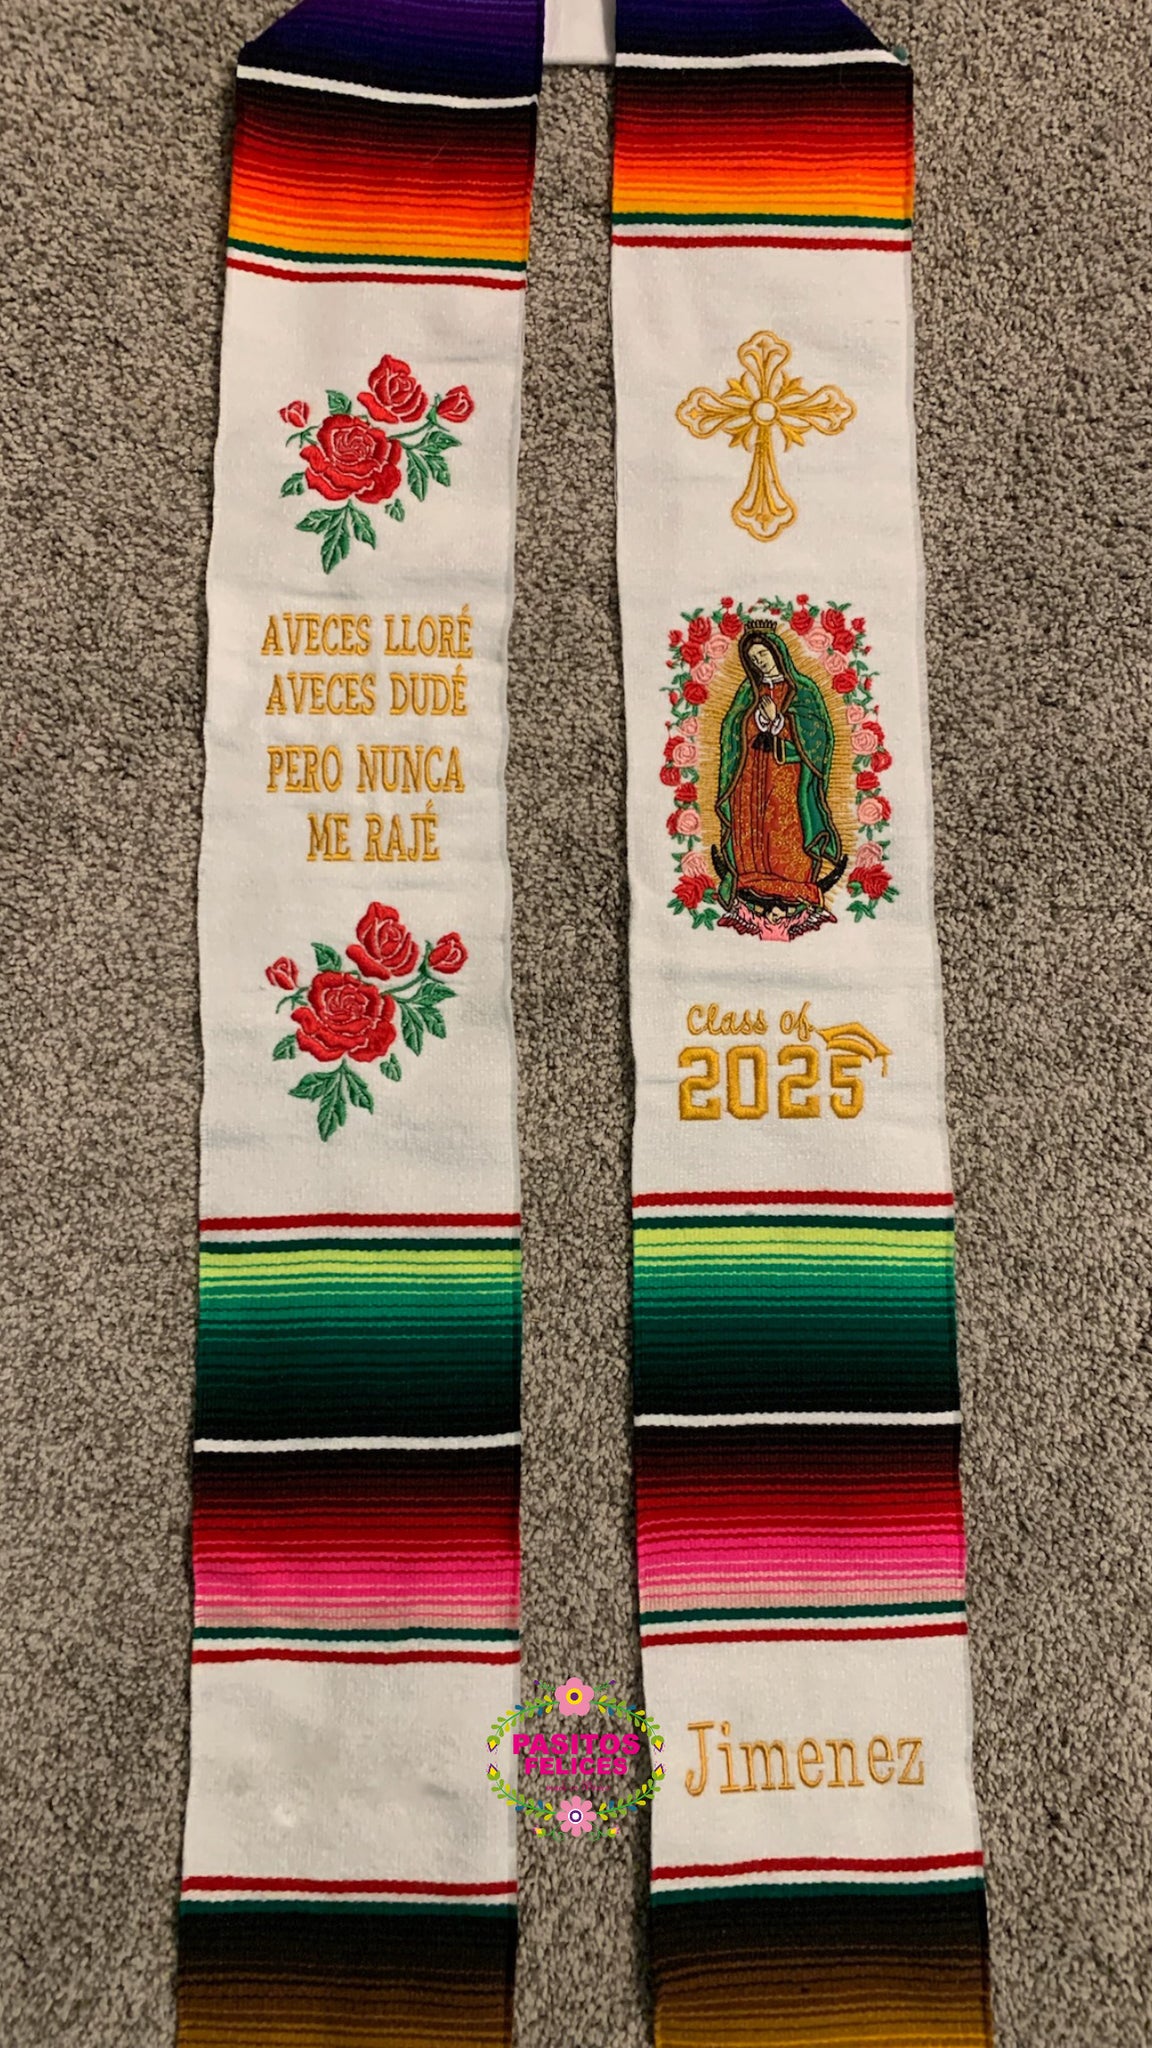 AVECES LLORÉ
AVECES DUDÉ
PERO NUNCA
ME RAJÉ
Class of
2025
Jimenez
PASITOS
FELICES